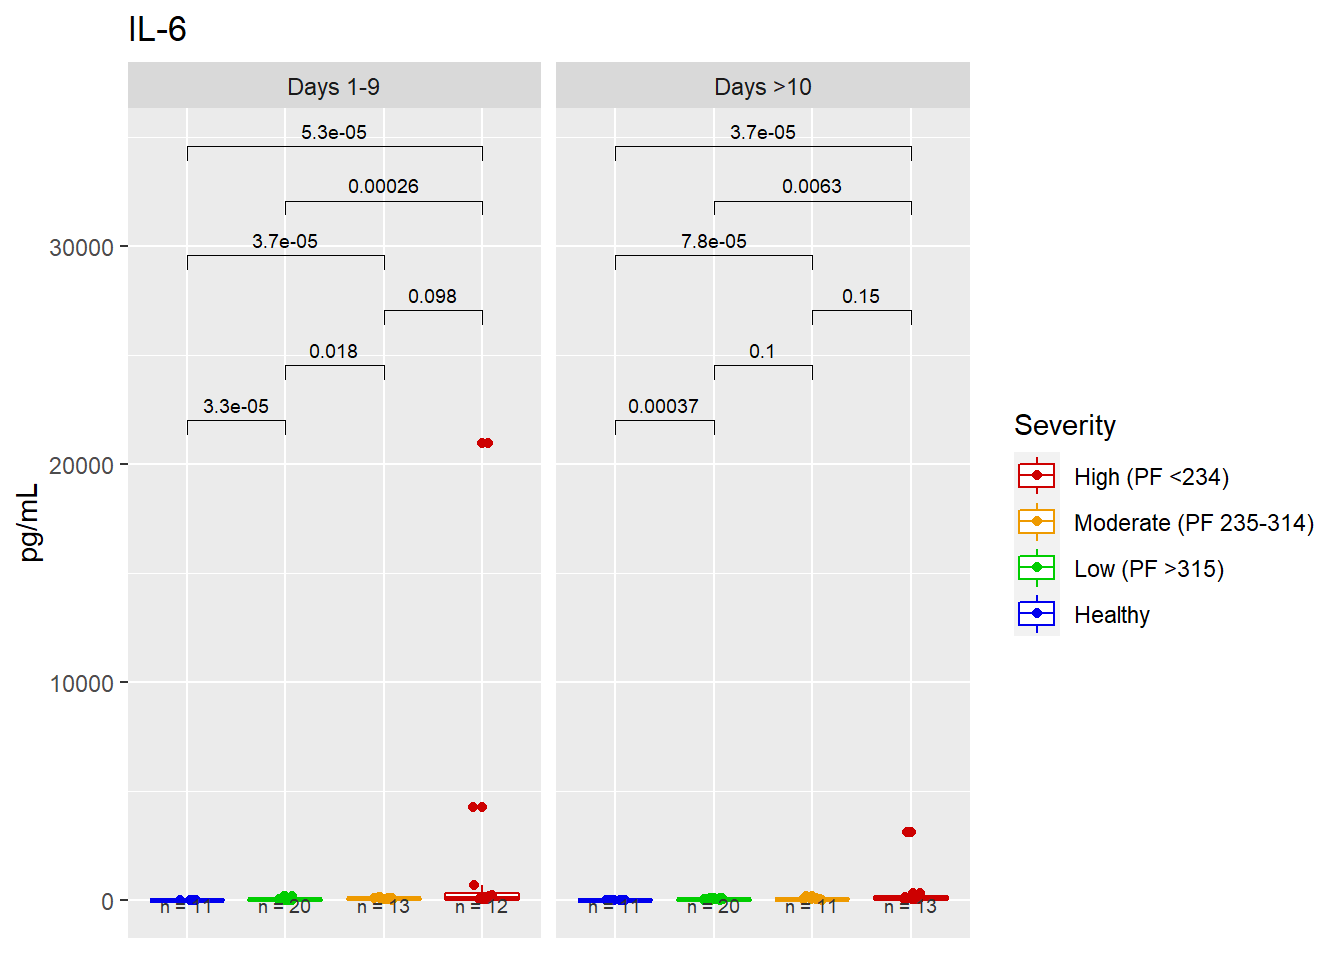 IL-6
Days 1-9
Days >10
5.3e-05
3.7e-05
0.00026
0.0063
30000
3.7e-05
7.8e-05
0.098
0.15
0.018
0.1
3.3e-05
0.00037
20000
10000
0
pg/mL
n = 11
n = 20
n = 13
n = 12
n = 11
n = 20
n = 11
n = 13
Severity
High (PF <234)
Moderate (PF 235-314)
Low (PF >315)
Healthy